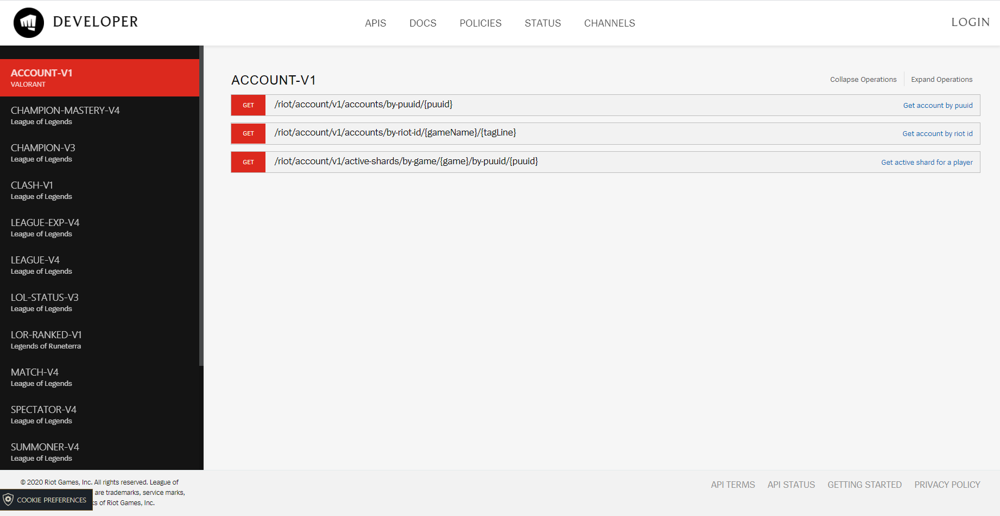 DEVELOPER
APIS DOCS POLICIES STATUS CHANNELS
LOGIN
ACCOUNT-V1
VALORANT
CHAMPION-MASTERY-V4
League of Legends
CHAMPION-V3
League of Legends
CLASH-V1
League of Legends
LEAGUE-EXP-V4
League of Legends
LEAGUE-V4
League of Legends
LOL-STATUS-V3
League of Legends
LOR-RANKED-V1
Legends of Runeterra
MATCH-V4
League of Legends
SPECTATOR-V4
League of Legends
SUMMONER-V4
League of Legends
ACCOUNT-V1
Collapse Operations Expand Operations
GET /riot/account/v1/accounts/by-puuid/{puuid} Get account by puuid
GET /riot/account/v1/accounts/by-riot-id/{gameName}/{tagLine} Get account by riot id
GET /riot/account/v1/active-shards/by-game/{game}/by-puuid/{puuid} Get active shard for a player
© 2020 Riot Games, Inc. All rights reserved. League of
are trademarks, service marks,
of Riot Games, Inc.
COOKIE PREFERENCES
API TERMS API STATUS GETTING STARTED PRIVACY POLICY